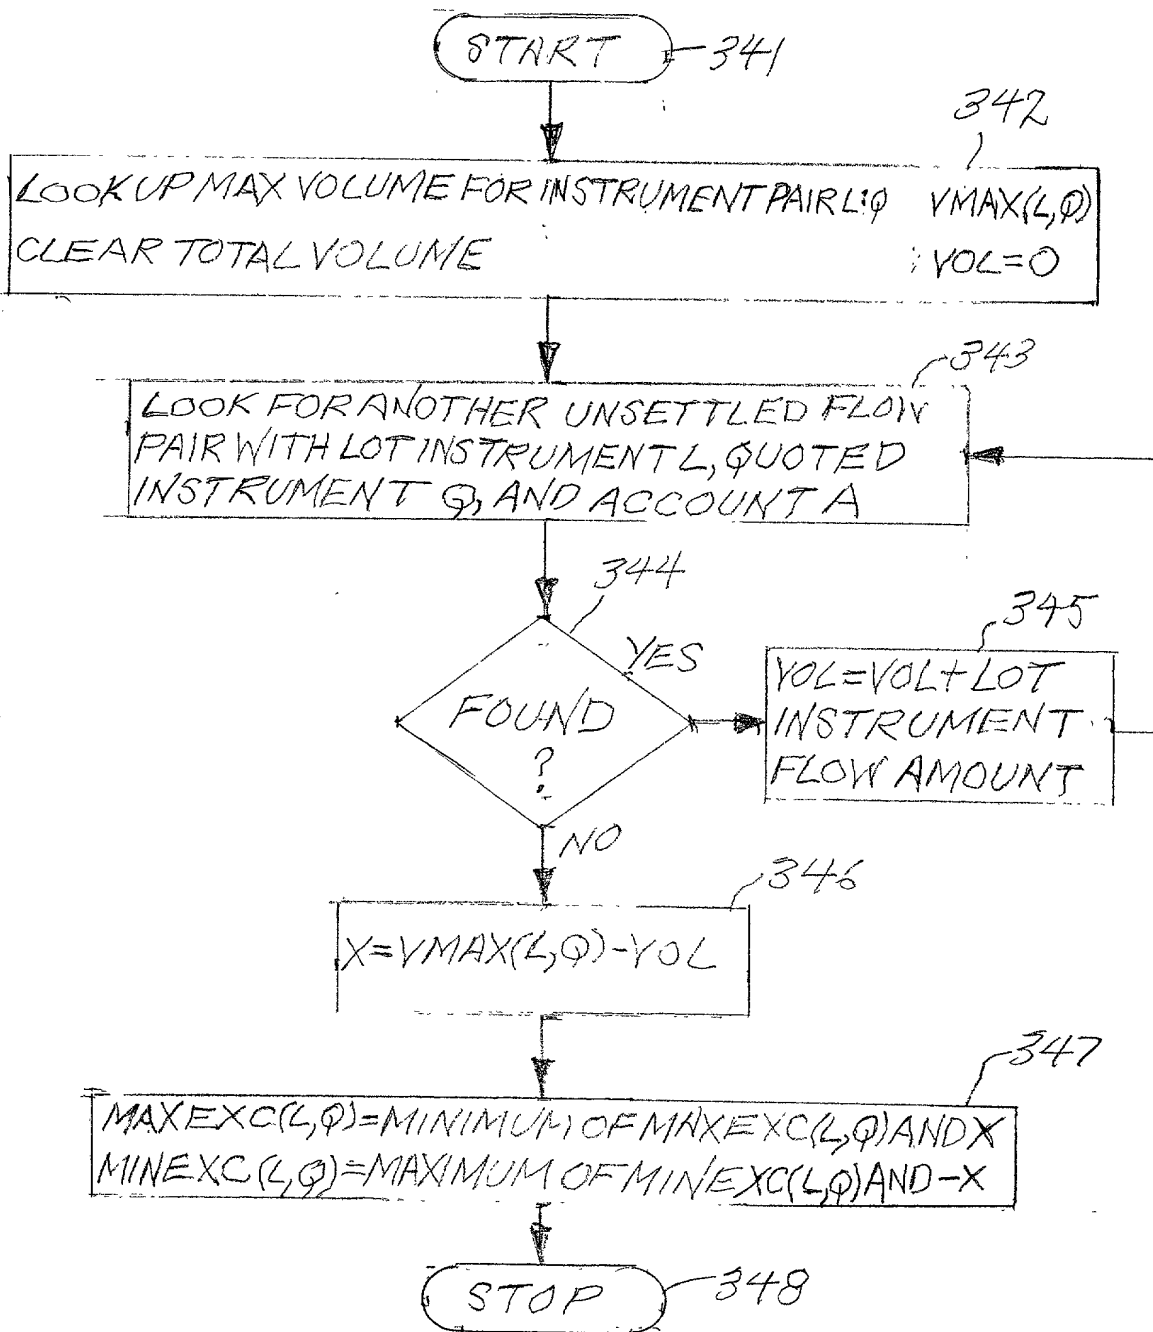 START
341
342
LOOK UP MAX VOLUME FOR INSTRUMENT PAIR L:Q VMAX(L,Q)
CLEAR TOTAL VOLUME ; VOL=0
343
LOOK FOR ANOTHER UNSETTLED FLOW
PAIR WITH LOT INSTRUMENT L, QUOTED
INSTRUMENT Q, AND ACCOUNT A
344
YES
FOUND
?
345
VOL=VOL+LOT
INSTRUMENT
FLOW AMOUNT
NO
346
X=VMAX(L,Q)-VOL
347
MAXEXC(L,Q)=MINIMUM OF MAXEXC(L,Q) AND X
MINEXC(L,Q)=MAXIMUM OF MINEXC(L,Q) AND -X
STOP
348